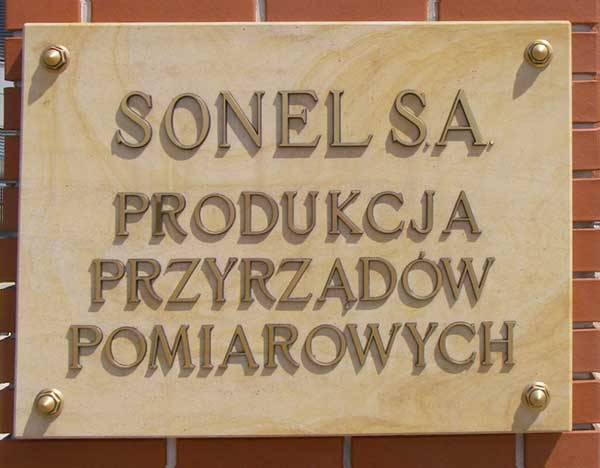 SONEL S.A.
PRODUKCJA
PRZYRZĄDÓW
POMIAROWYCH